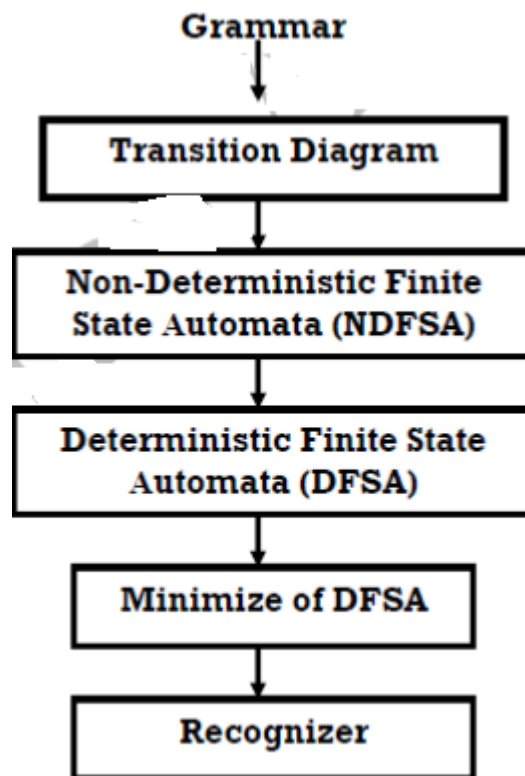 Grammar
Transition Diagram
Non-Deterministic Finite
State Automata (NDFSA)
Deterministic Finite State
Automata (DFSA)
Minimize of DFSA
Recognizer